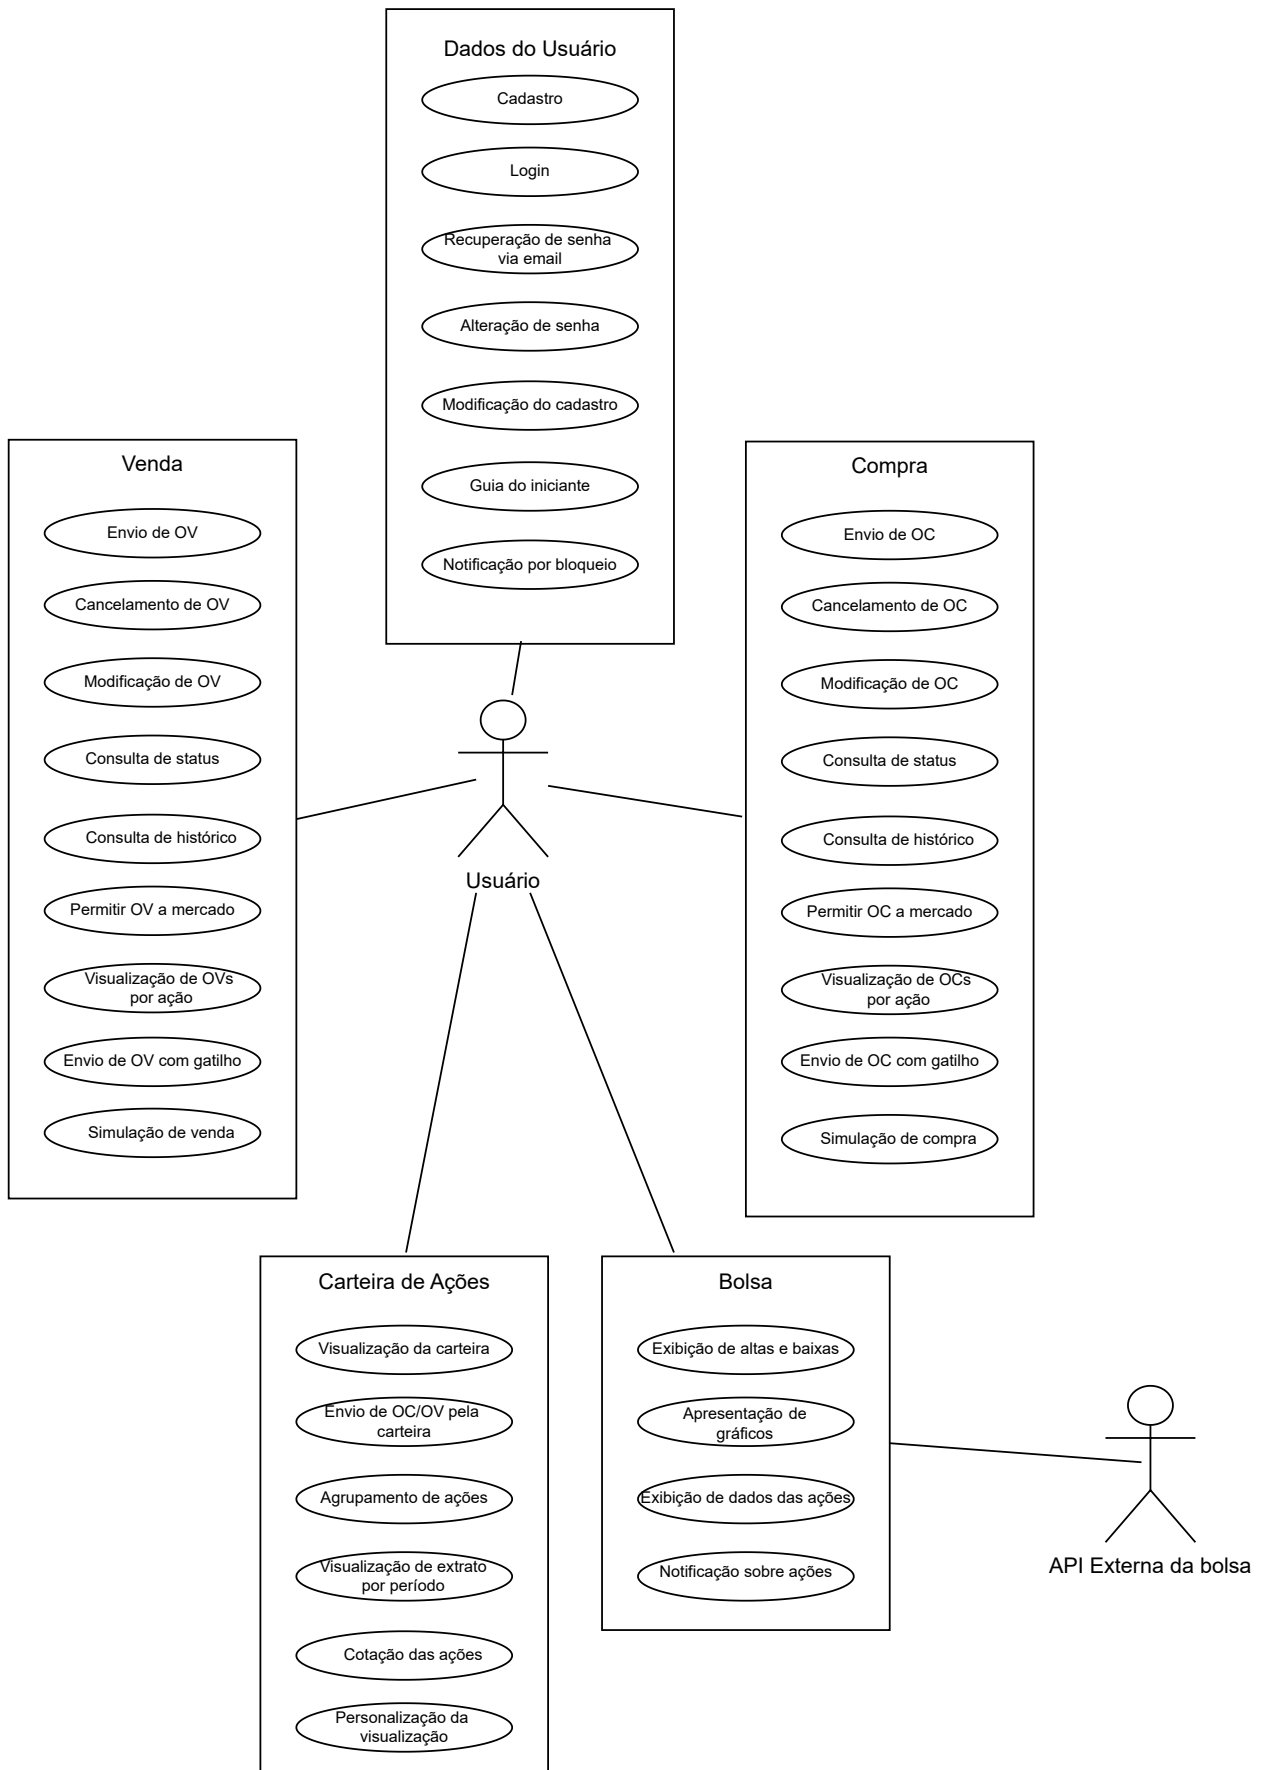 Dados do Usuário
Cadastro
Login
Recuperação de senha
via email
Alteração de senha
Modificação do cadastro
Guia do iniciante
Notificação por bloqueio
Venda
Envio de OV
Cancelamento de OV
Modificação de OV
Consulta de status
Consulta de histórico
Permitir OV a mercado
Visualização de OVs
por ação
Envio de OV com gatilho
Simulação de venda
Compra
Envio de OC
Cancelamento de OC
Modificação de OC
Consulta de status
Consulta de histórico
Permitir OC a mercado
Visualização de OCs
por ação
Envio de OC com gatilho
Simulação de compra
Usuário
Carteira de Ações
Visualização da carteira
Envio de OC/OV pela
carteira
Agrupamento de ações
Visualização de extrato
por período
Cotação das ações
Personalização da
visualização
Bolsa
Exibição de altas e baixas
Apresentação de
gráficos
Exibição de dados das ações
Notificação sobre ações
API Externa da bolsa